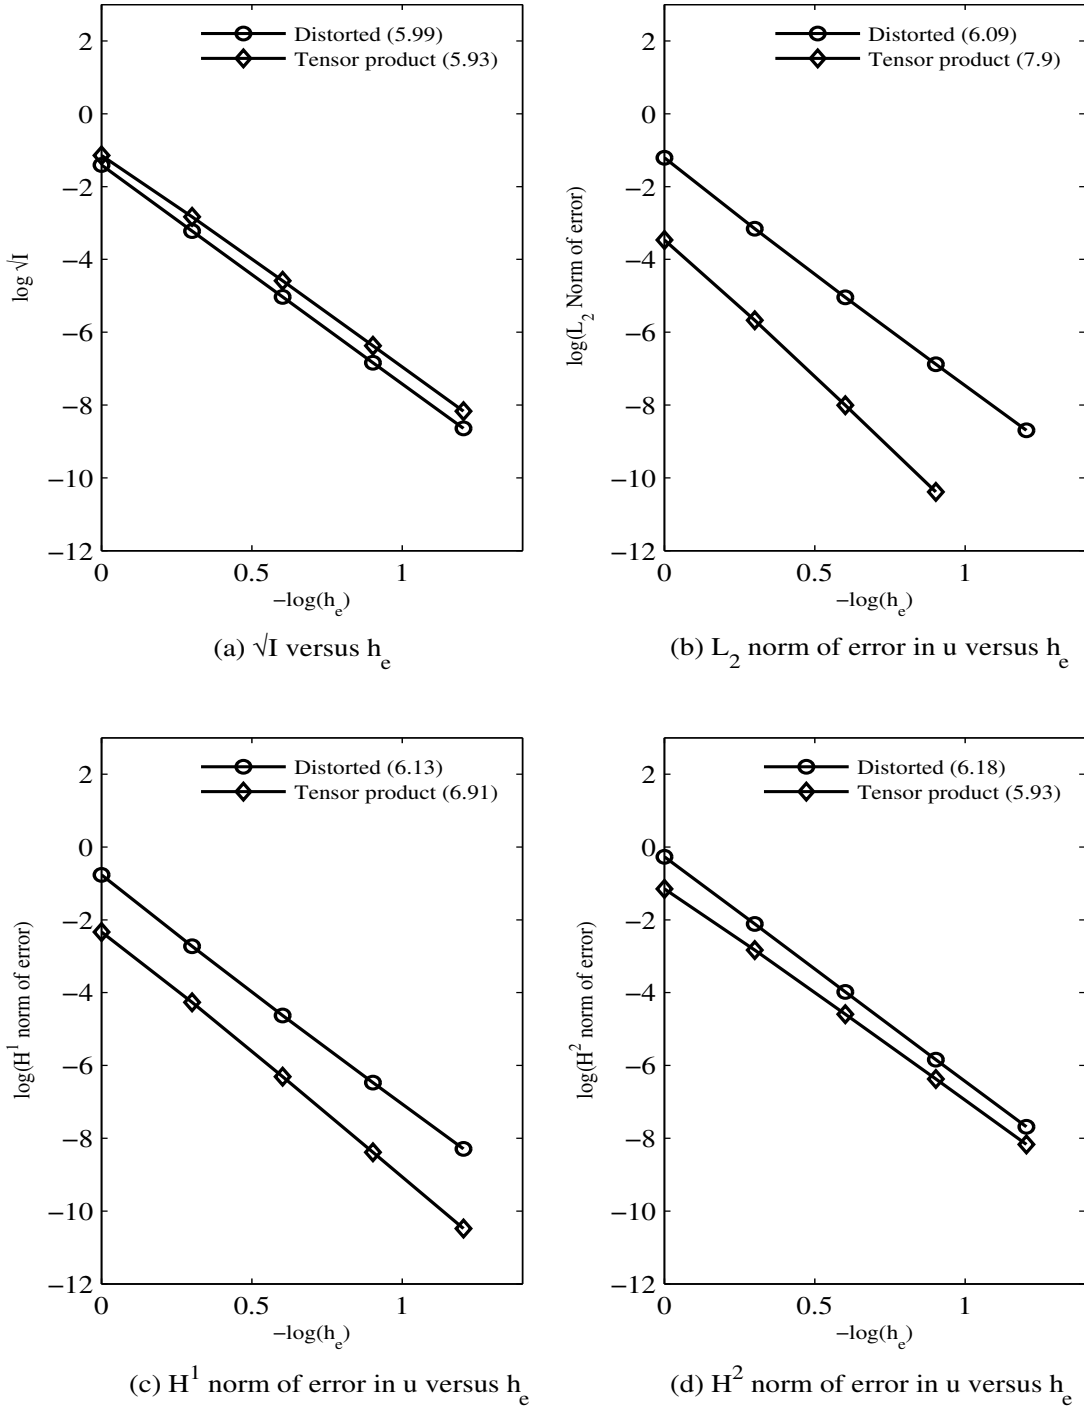 2
0
−2
−4
−6
−8
−10
−12
0
0.5
1
−log(h_e)
log √I
Distorted (5.99)
Tensor product (5.93)
(a) √I versus h_e
2
0
−2
−4
−6
−8
−10
−12
0
0.5
1
−log(h_e)
log(L_2 Norm of error)
Distorted (6.09)
Tensor product (7.9)
(b) L_2 norm of error in u versus h_e
2
0
−2
−4
−6
−8
−10
−12
0
0.5
1
−log(h_e)
log(H^1 norm of error)
Distorted (6.13)
Tensor product (6.91)
(c) H^1 norm of error in u versus h_e
2
0
−2
−4
−6
−8
−10
−12
0
0.5
1
−log(h_e)
log(H^2 norm of error)
Distorted (6.18)
Tensor product (5.93)
(d) H^2 norm of error in u versus h_e